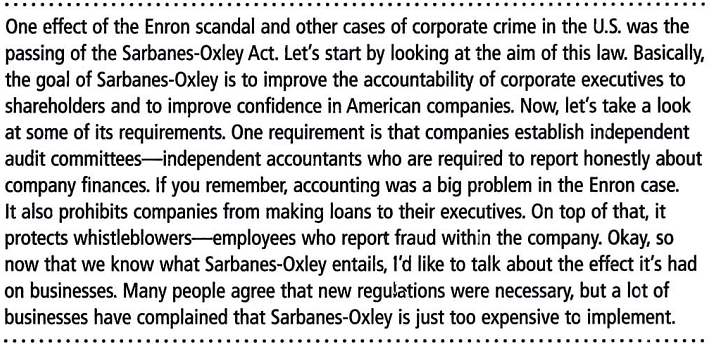 One effect of the Enron scandal and other cases of corporate crime in the U.S. was the
passing of the Sarbanes-Oxley Act. Let's start by looking at the aim of this law. Basically,
the goal of Sarbanes-Oxley is to improve the accountability of corporate executives to
shareholders and to improve confidence in American companies. Now, let's take a look
at some of its requirements. One requirement is that companies establish independent
audit committees—independent accountants who are required to report honestly about
company finances. If you remember, accounting was a big problem in the Enron case.
It also prohibits companies from making loans to their executives. On top of that, it
protects whistleblowers—employees who report fraud within the company. Okay, so
now that we know what Sarbanes-Oxley entails, I'd like to talk about the effect it's had
on businesses. Many people agree that new regulations were necessary, but a lot of
businesses have complained that Sarbanes-Oxley is just too expensive to implement.